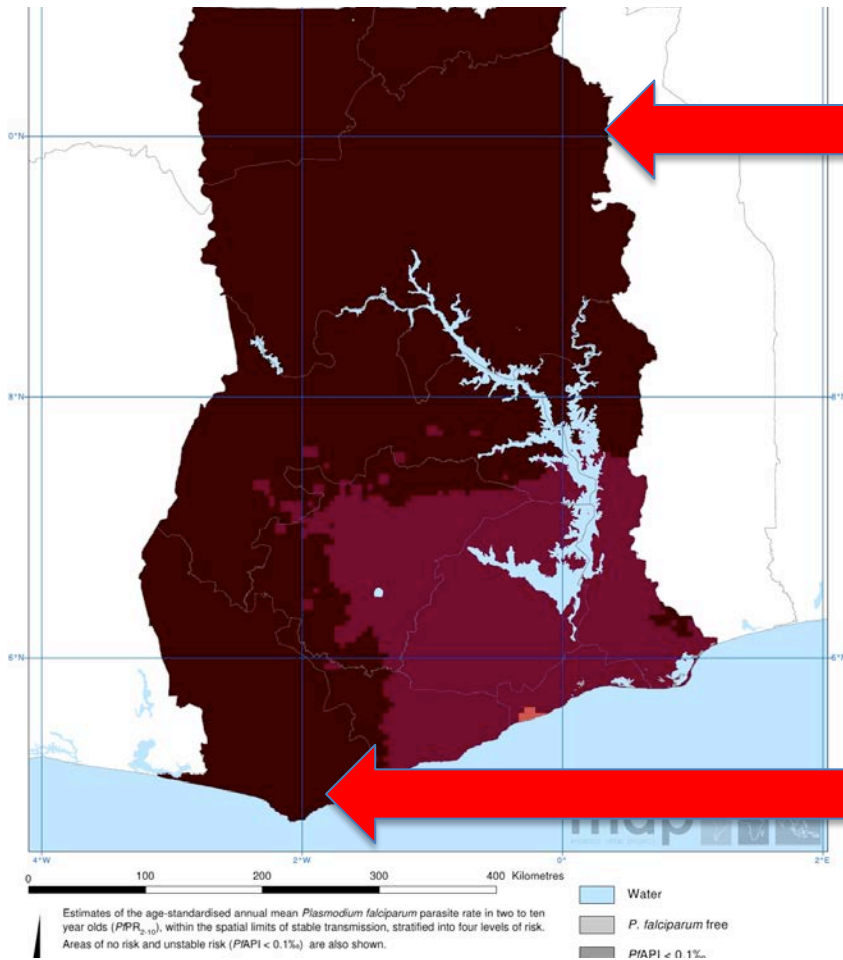 0°N
8°N
8°N
6°N
6°N
map
4°W
2°W
0°
2°E
0 100 200 300 400 Kilometres
Water
Estimates of the age-standardised annual mean Plasmodium falciparum parasite rate in two to ten
year olds (PfPR2-10), within the spatial limits of stable transmission, stratified into four levels of risk.
Areas of no risk and unstable risk (PfAPI < 0.1‰) are also shown.
P. falciparum free
PfAPI < 0.1‰